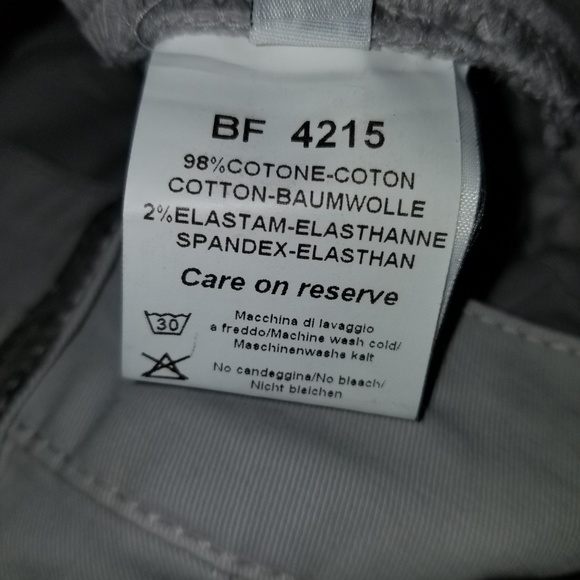 BF 4215
98%COTONE-COTON
COTTON-BAUMWOLLE
2%ELASTAM-ELASTHANNE
SPANDEX-ELASTHAN
Care on reserve
30
Macchina di lavaggio
a freddo/Machine wash cold/
Maschinenwashe kalt
No candeggina/No bleach/
Nicht bleichen